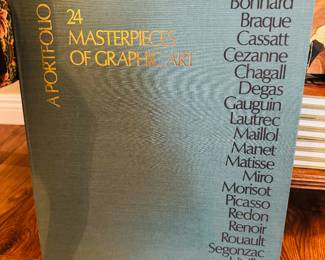 A PORTFOLIO
24
MASTERPIECES
OF GRAPHIC ART
Bonnard
Braque
Cassatt
Cezanne
Chagall
Degas
Gauguin
Lautrec
Maillol
Manet
Matisse
Miro
Morisot
Picasso
Redon
Renoir
Rouault
Segonzac